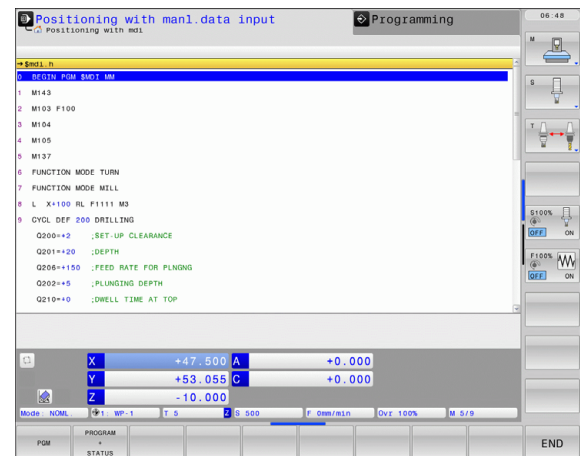 Positioning with manl.data input
Positioning with mdi
Programming
06:48
→$mdi.h
0 BEGIN PGM $MDI MM
1 M143
2 M103 F100
3 M104
4 M105
5 M137
6 FUNCTION MODE TURN
7 FUNCTION MODE MILL
8 L X+100 RL F1111 M3
9 CYCL DEF 200 DRILLING
Q200=+2 ;SET-UP CLEARANCE
Q201=+20 ;DEPTH
Q206=+150 ;FEED RATE FOR PLNGNG
Q202=+5 ;PLUNGING DEPTH
Q210=+0 ;DWELL TIME AT TOP
M
S
T
S100%
OFF ON
F100%
OFF ON
X +47.500 A +0.000
Y +53.055 C +0.000
Z -10.000
Mode: NOML. 1: WP-1 T 5 Z S 500 F 0mm/min Ovr 100% M 5/9
PGM
PROGRAM
+
STATUS
END